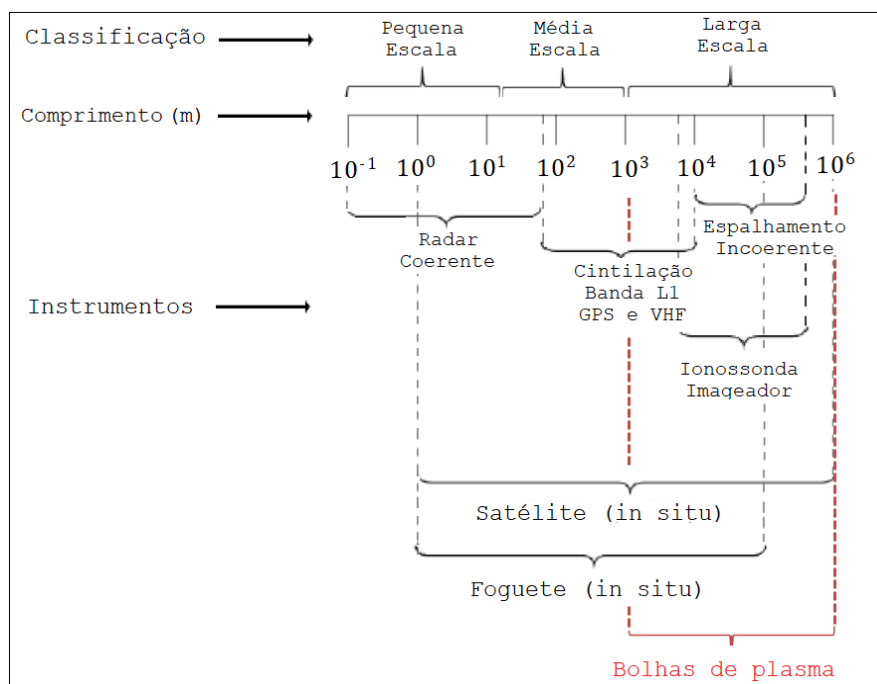 Classificação
Pequena
Escala
Média
Escala
Larga
Escala
Comprimento (m)
10⁻¹ 10⁰ 10¹ 10² 10³ 10⁴ 10⁵ 10⁶
Instrumentos
Radar
Coerente
Cintilação
Banda L1
GPS e VHF
Espalhamento
Incoerente
Ionossonda
Imageador
Satélite (in situ)
Foguete (in situ)
Bolhas de plasma